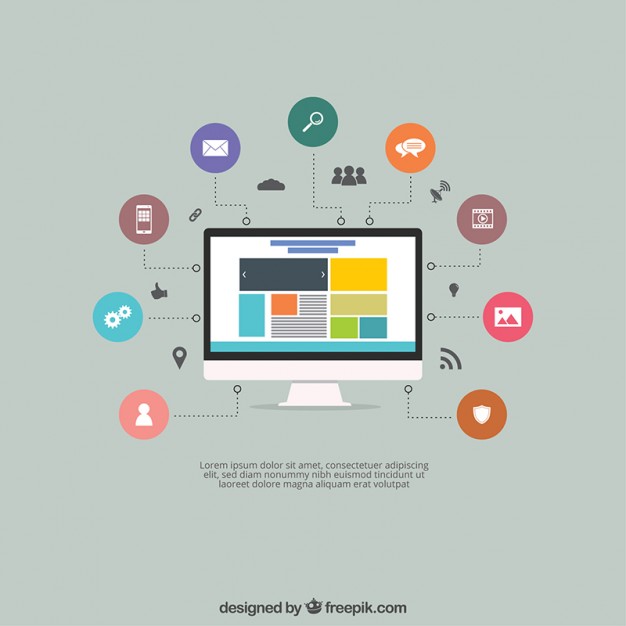 Lorem ipsum dolor sit amet, consectetuer adipiscing
elit, sed diam nonummy nibh euismod tincidunt ut
laoreet dolore magna aliquam erat volutpat
designed by freepik.com